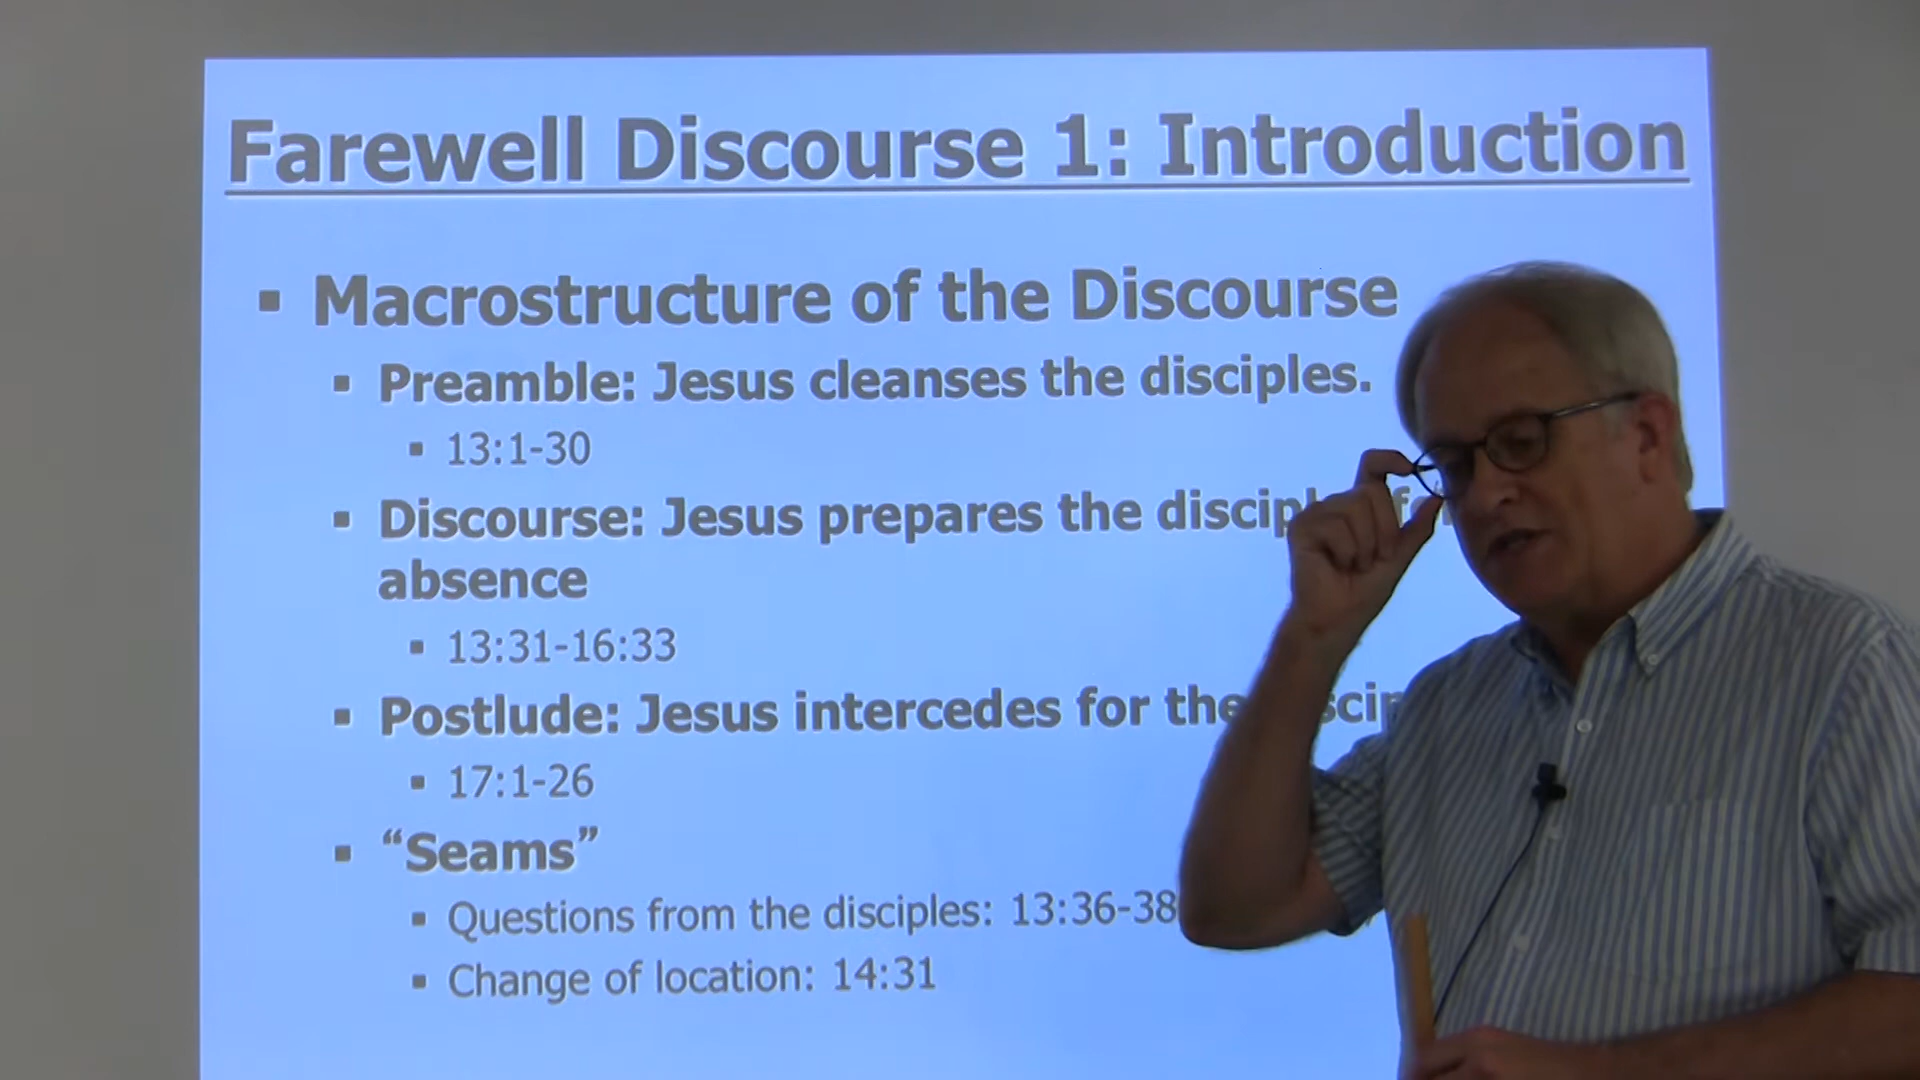 Farewell Discourse 1: Introduction
▪ Macrostructure of the Discourse
▪ Preamble: Jesus cleanses the disciples.
▪ 13:1-30
▪ Discourse: Jesus prepares the
absence
▪ 13:31-16:33
▪ Postlude: Jesus intercedes for the
▪ 17:1-26
▪ “Seams”
▪ Questions from the disciples: 13:36-38
▪ Change of location: 14:31